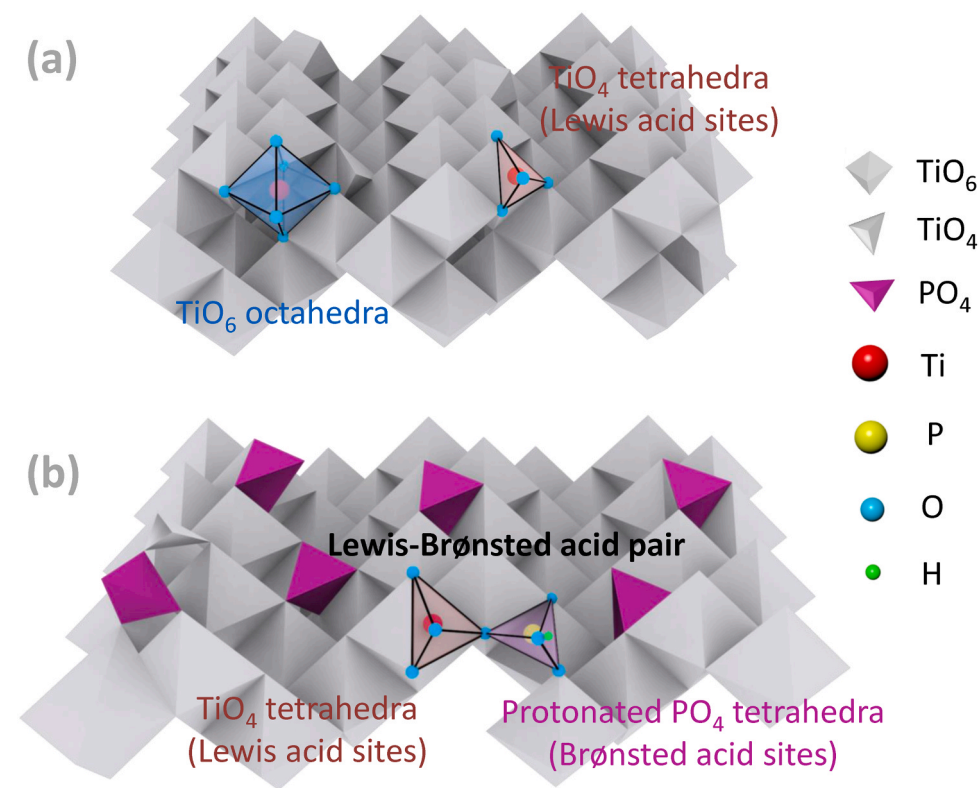 (a)
TiO₄ tetrahedra
(Lewis acid sites)
TiO₆ octahedra
TiO₆
TiO₄
PO₄
Ti
P
O
H
(b)
Lewis-Brønsted acid pair
TiO₄ tetrahedra
(Lewis acid sites)
Protonated PO₄ tetrahedra
(Brønsted acid sites)